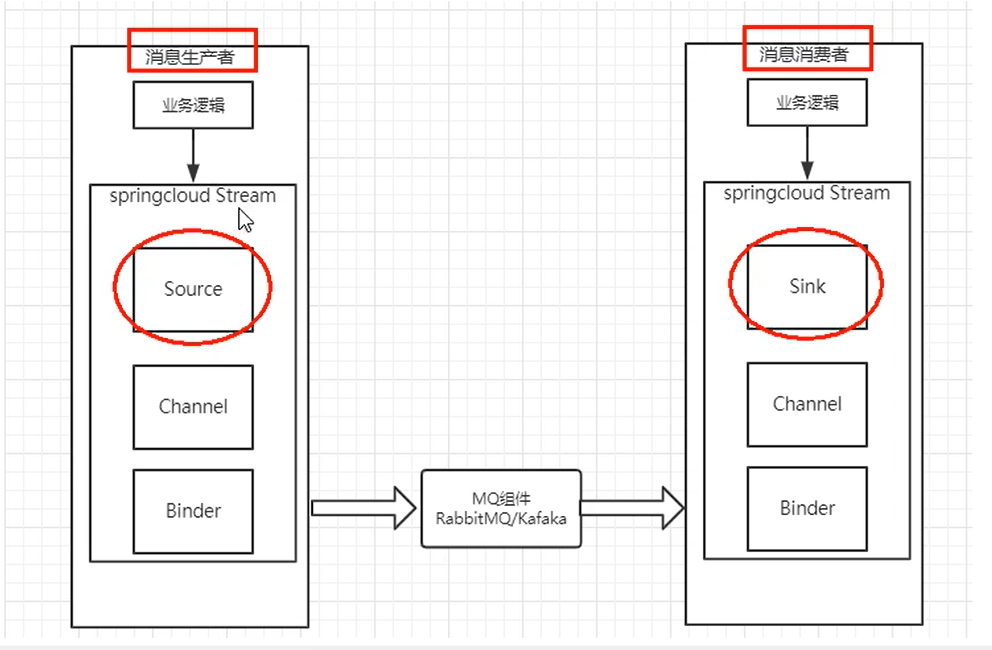 消息生产者
业务逻辑
springcloud Stream
Source
Channel
Binder
MQ组件
RabbitMQ/Kafaka
消息消费者
业务逻辑
springcloud Stream
Sink
Channel
Binder